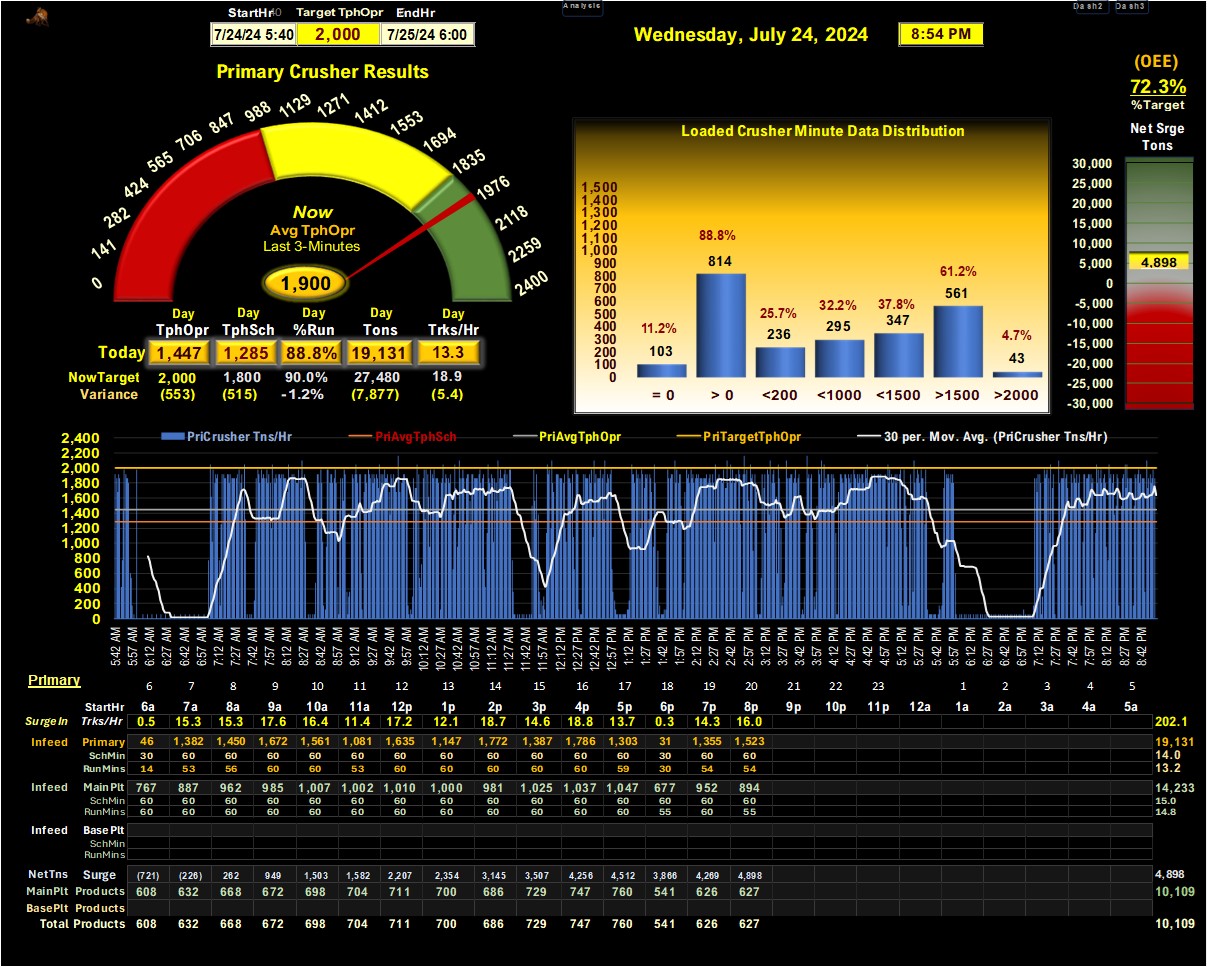 StartHr Target TphOpr EndHr
7/24/24 5:40 2,000 7/25/24 6:00
Analysis
Wednesday, July 24, 2024 8:54 PM
Dash2 Dash3
(OEE)
72.3%
%Target
Net Srge
Tons
30,000
25,000
20,000
15,000
10,000
5,000
0
-5,000
-10,000
-15,000
-20,000
-25,000
-30,000
4,898
Primary Crusher Results
0
141
282
424
565
706
847
988
1129
1271
1412
1553
1694
1835
1976
2118
2259
2400
Now
Avg TphOpr
Last 3-Minutes
1,900
Day Day Day Day Day
TphOpr TphSch %Run Tons Trks/Hr
Today 1,447 1,285 88.8% 19,131 13.3
NowTarget 2,000 1,800 90.0% 27,480 18.9
Variance (553) (515) -1.2% (7,877) (5.4)
Loaded Crusher Minute Data Distribution
1,500
1,400
1,300
1,200
1,100
1,000
900
800
700
600
500
400
300
200
100
0
11.2% 88.8% 25.7% 32.2% 37.8% 61.2% 4.7%
103 814 236 295 347 561 43
= 0 > 0 <200 <1000 <1500 >1500 >2000
PriCrusher Tns/Hr PriAvgTphSch PriAvgTphOpr PriTargetTphOpr 30 per. Mov. Avg. (PriCrusher Tns/Hr)
2,400
2,200
2,000
1,800
1,600
1,400
1,200
1,000
800
600
400
200
0
5:42 AM 5:57 AM 6:12 AM 6:27 AM 6:42 AM 6:57 AM 7:12 AM 7:27 AM 7:42 AM 7:57 AM 8:12 AM 8:27 AM 8:42 AM 8:57 AM 9:12 AM 9:27 AM 9:42 AM 9:57 AM 10:12 AM 10:27 AM 10:42 AM 10:57 AM 11:12 AM 11:27 AM 11:42 AM 11:57 AM 12:12 PM 12:27 PM 12:42 PM 12:57 PM 1:12 PM 1:27 PM 1:42 PM 1:57 PM 2:12 PM 2:27 PM 2:42 PM 2:57 PM 3:12 PM 3:27 PM 3:42 PM 3:57 PM 4:12 PM 4:27 PM 4:42 PM 4:57 PM 5:12 PM 5:27 PM 5:42 PM 5:57 PM 6:12 PM 6:27 PM 6:42 PM 6:57 PM 7:12 PM 7:27 PM 7:42 PM 7:57 PM 8:12 PM 8:27 PM 8:42 PM
Primary 6 7 8 9 10 11 12 13 14 15 16 17 18 19 20 21 22 23 1 2 3 4 5
StartHr 6a 7a 8a 9a 10a 11a 12p 1p 2p 3p 4p 5p 6p 7p 8p 9p 10p 11p 12a 1a 2a 3a 4a 5a
SurgeIn Trks/Hr 0.5 15.3 15.3 17.6 16.4 11.4 17.2 12.1 18.7 14.6 18.8 13.7 0.3 14.3 16.0 202.1
Infeed Primary 46 1,382 1,450 1,672 1,561 1,081 1,635 1,147 1,772 1,387 1,786 1,303 31 1,355 1,523 19,131
SchMin 30 60 60 60 60 60 60 60 60 60 60 60 30 60 60 14.0
RunMins 14 53 56 60 60 53 60 60 60 60 60 59 30 54 54 13.2
Infeed MainPlt 767 887 962 985 1,007 1,002 1,010 1,000 981 1,025 1,037 1,047 677 952 894 14,233
SchMin 60 60 60 60 60 60 60 60 60 60 60 60 60 60 60 15.0
RunMins 60 60 60 60 60 60 60 60 60 60 60 60 55 60 55 14.8
Infeed Base Plt
SchMin
RunMins
NetTns Surge (721) (226) 262 949 1,503 1,582 2,207 2,354 3,145 3,507 4,256 4,512 3,866 4,269 4,898 4,898
MainPlt Products 608 632 668 672 698 704 711 700 686 729 747 760 541 626 627 10,109
BasePlt Products
Total Products 608 632 668 672 698 704 711 700 686 729 747 760 541 626 627 10,109